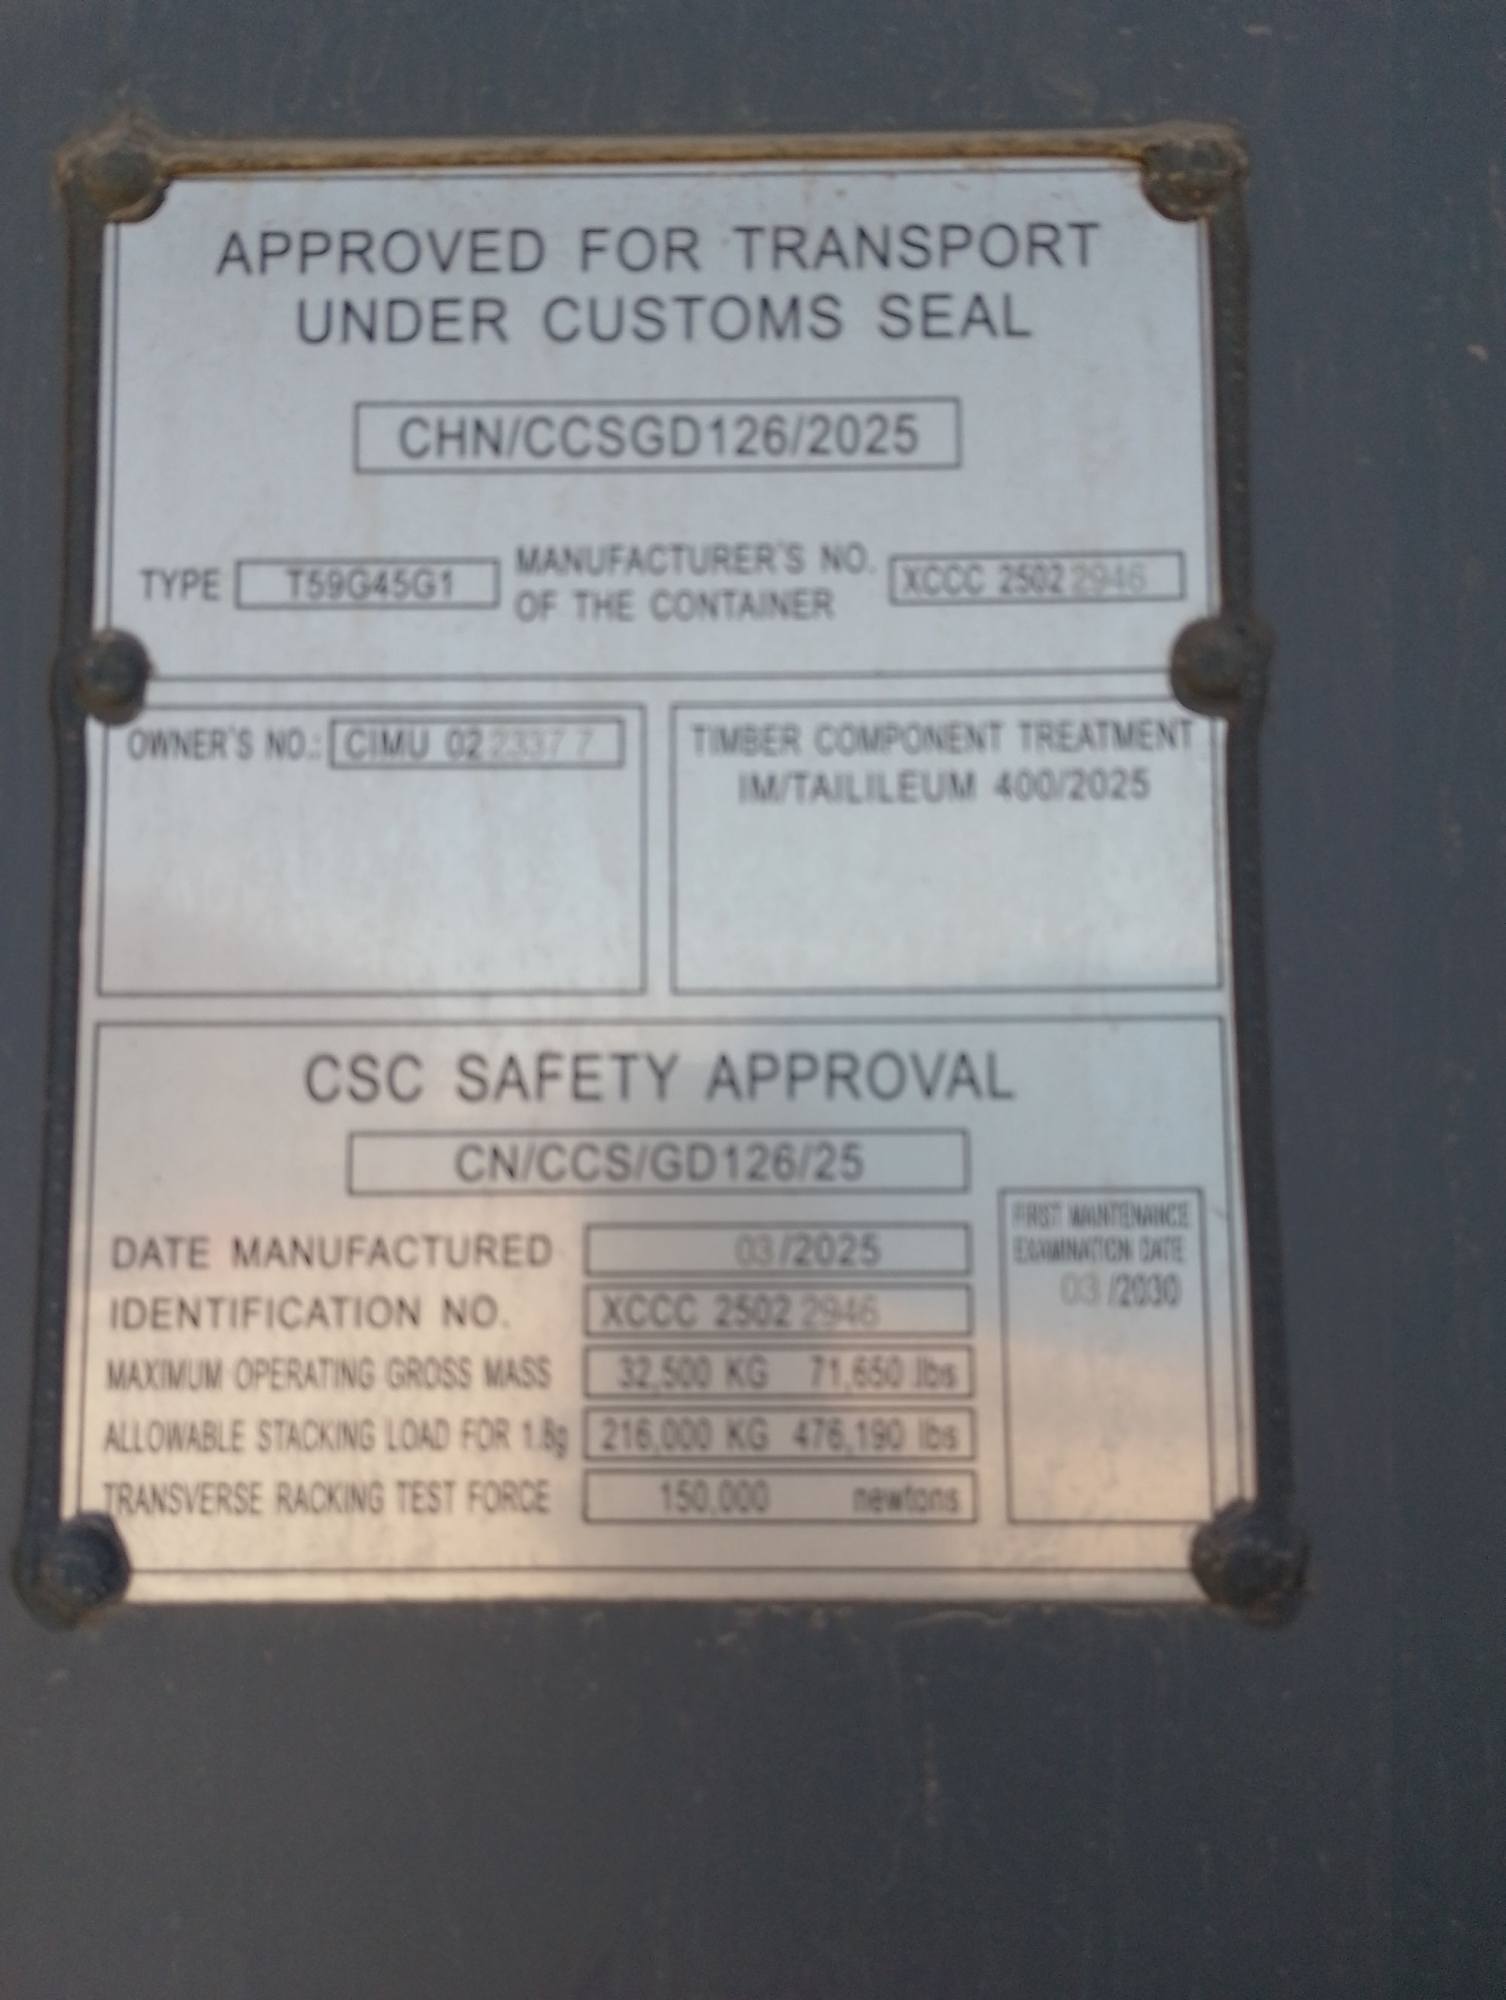 APPROVED FOR TRANSPORT
UNDER CUSTOMS SEAL
CHN/CCSGD126/2025
TYPE T59G45G1 MANUFACTURER'S NO. OF THE CONTAINER XCCC 2502 2946
OWNER'S NO.: CIMU 02 2337 7
TIMBER COMPONENT TREATMENT
IM/TAILILEUM 400/2025
CSC SAFETY APPROVAL
CN/CCS/GD126/25
DATE MANUFACTURED 03/2025
IDENTIFICATION NO. XCCC 2502 2946
MAXIMUM OPERATING GROSS MASS 32,500 KG 71,650 lbs
ALLOWABLE STACKING LOAD FOR 1.8g 216,000 KG 476,190 lbs
TRANSVERSE RACKING TEST FORCE 150,000 newtons
FIRST MAINTENANCE
EXAMINATION DATE
03 /2030